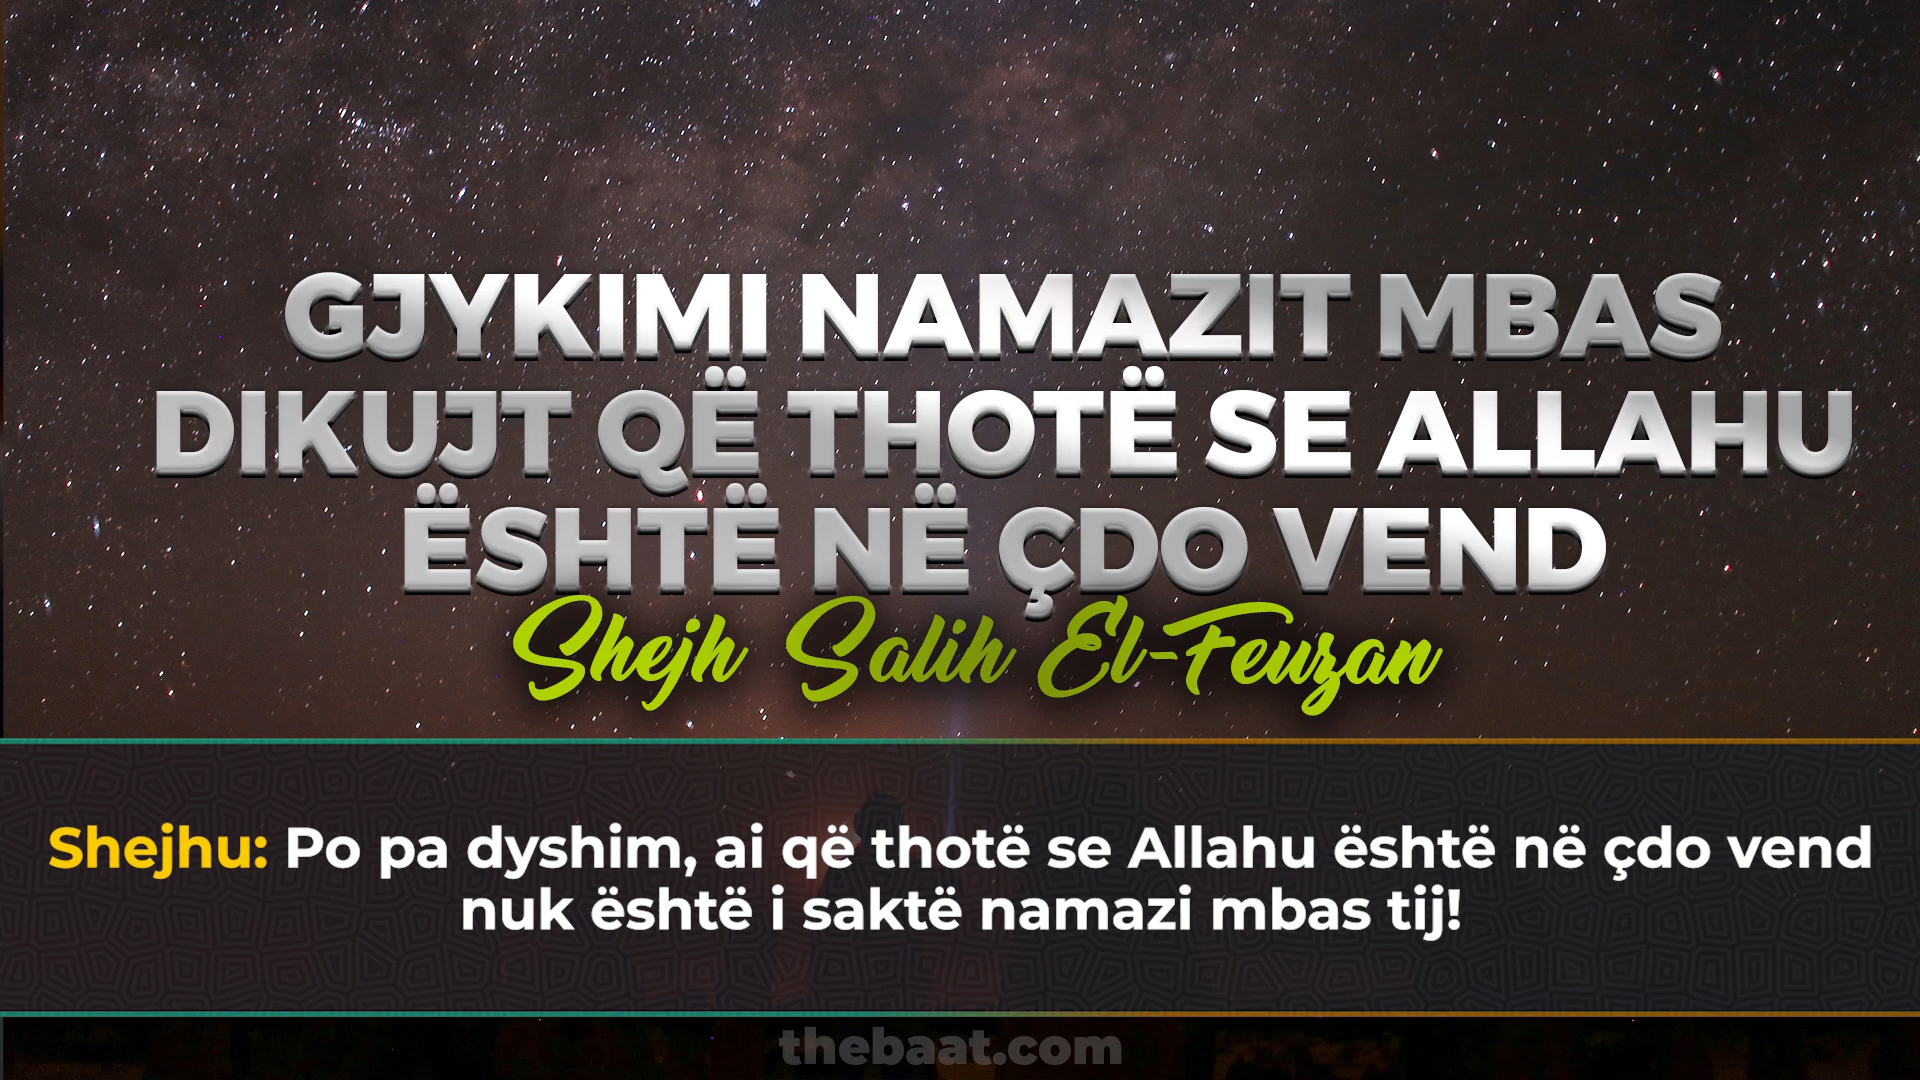 GJYKIMI NAMAZIT MBAS
DIKUJT QË THOTË SE ALLAHU
ËSHTË NË ÇDO VEND
Shejh Salih El-Feuzan
Shejhu: Po pa dyshim, ai që thotë se Allahu është në çdo vend
nuk është i saktë namazi mbas tij!
thebaat.com